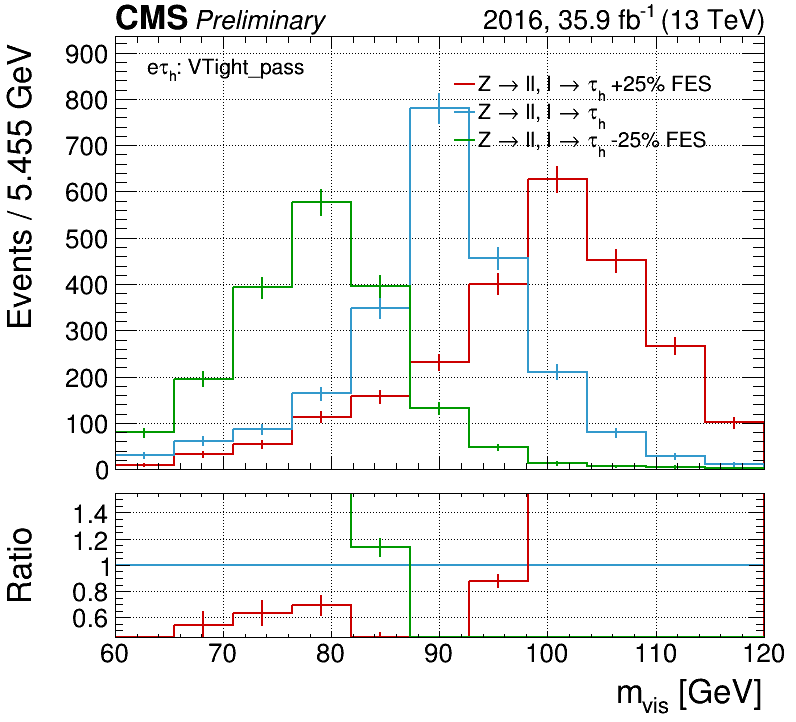 CMS Preliminary 2016, 35.9 fb-1 (13 TeV)
eτh: VTight_pass
Z → ll, l → τh +25% FES
Z → ll, l → τh
Z → ll, l → τh -25% FES
Events / 5.455 GeV
900
800
700
600
500
400
300
200
100
0
Ratio
1.4
1.2
1
0.8
0.6
60 70 80 90 100 110 120
mvis [GeV]